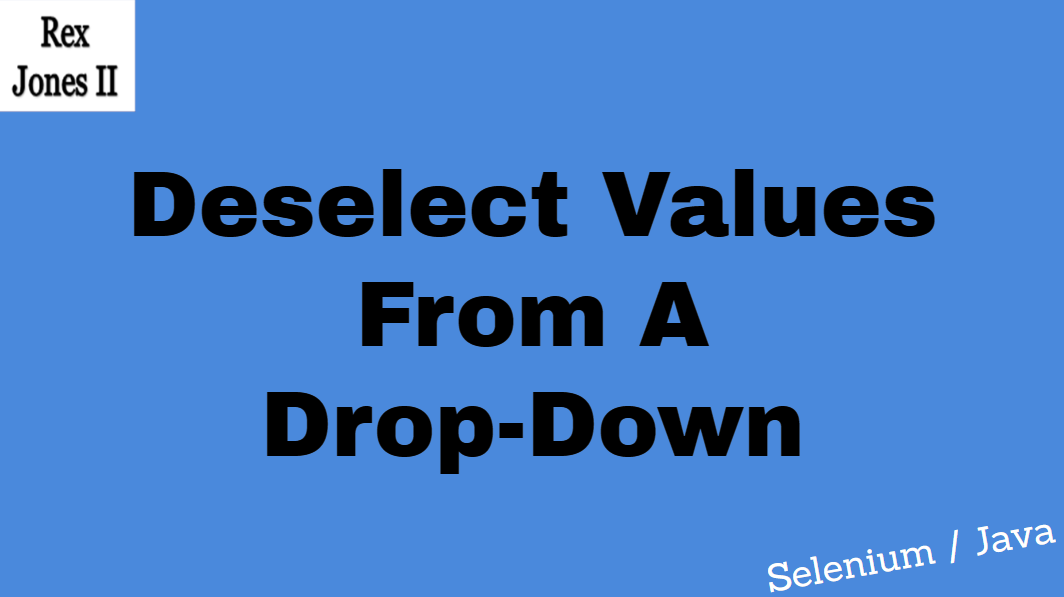 Rex
Jones II
Deselect Values
From A
Drop-Down
Selenium / Java